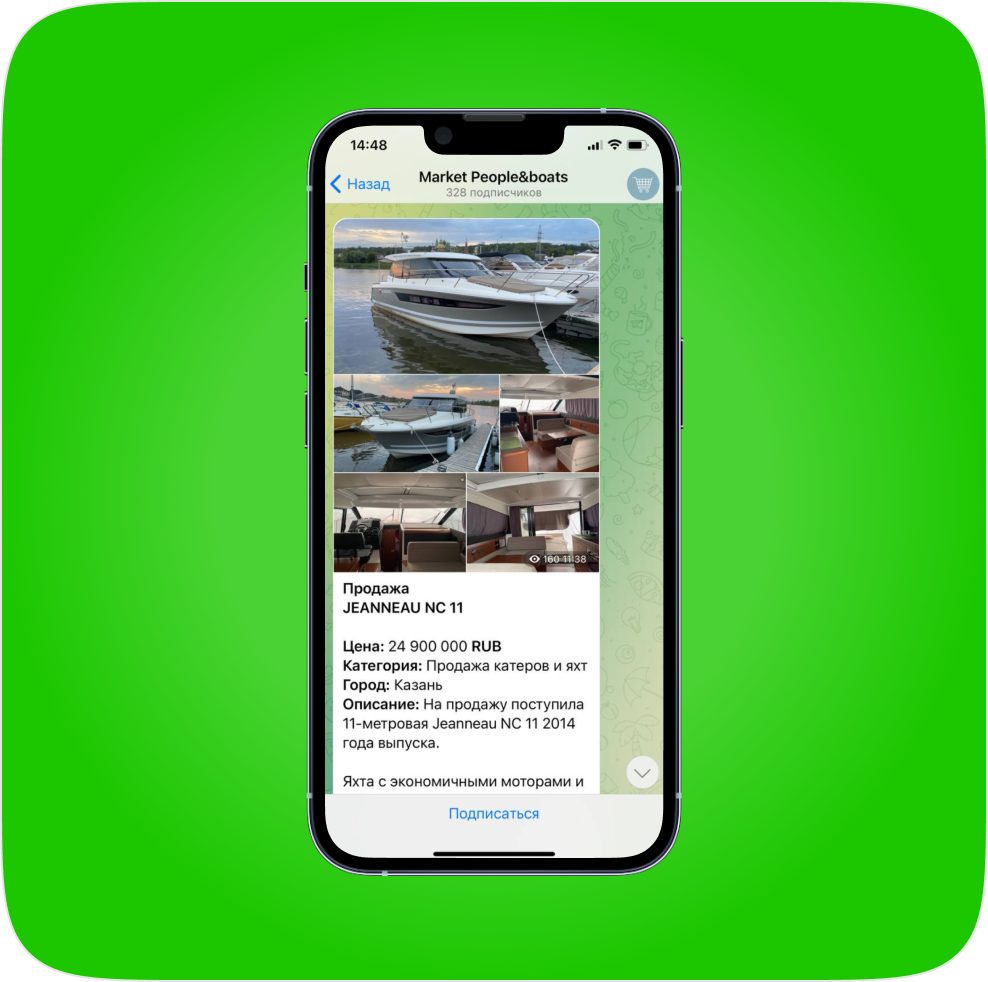 14:48
Назад
Market People&boats
328 подписчиков
160 11:38
Продажа
JEANNEAU NC 11
Цена: 24 900 000 RUB
Категория: Продажа катеров и яхт
Город: Казань
Описание: На продажу поступила
11-метровая Jeanneau NC 11 2014
года выпуска.
Яхта с экономичными моторами и
Подписаться